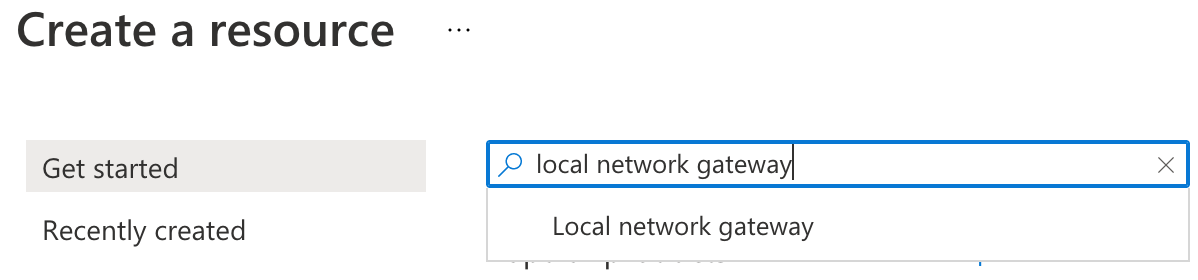 Create a resource ...
Get started
local network gateway
Local network gateway
Recently created